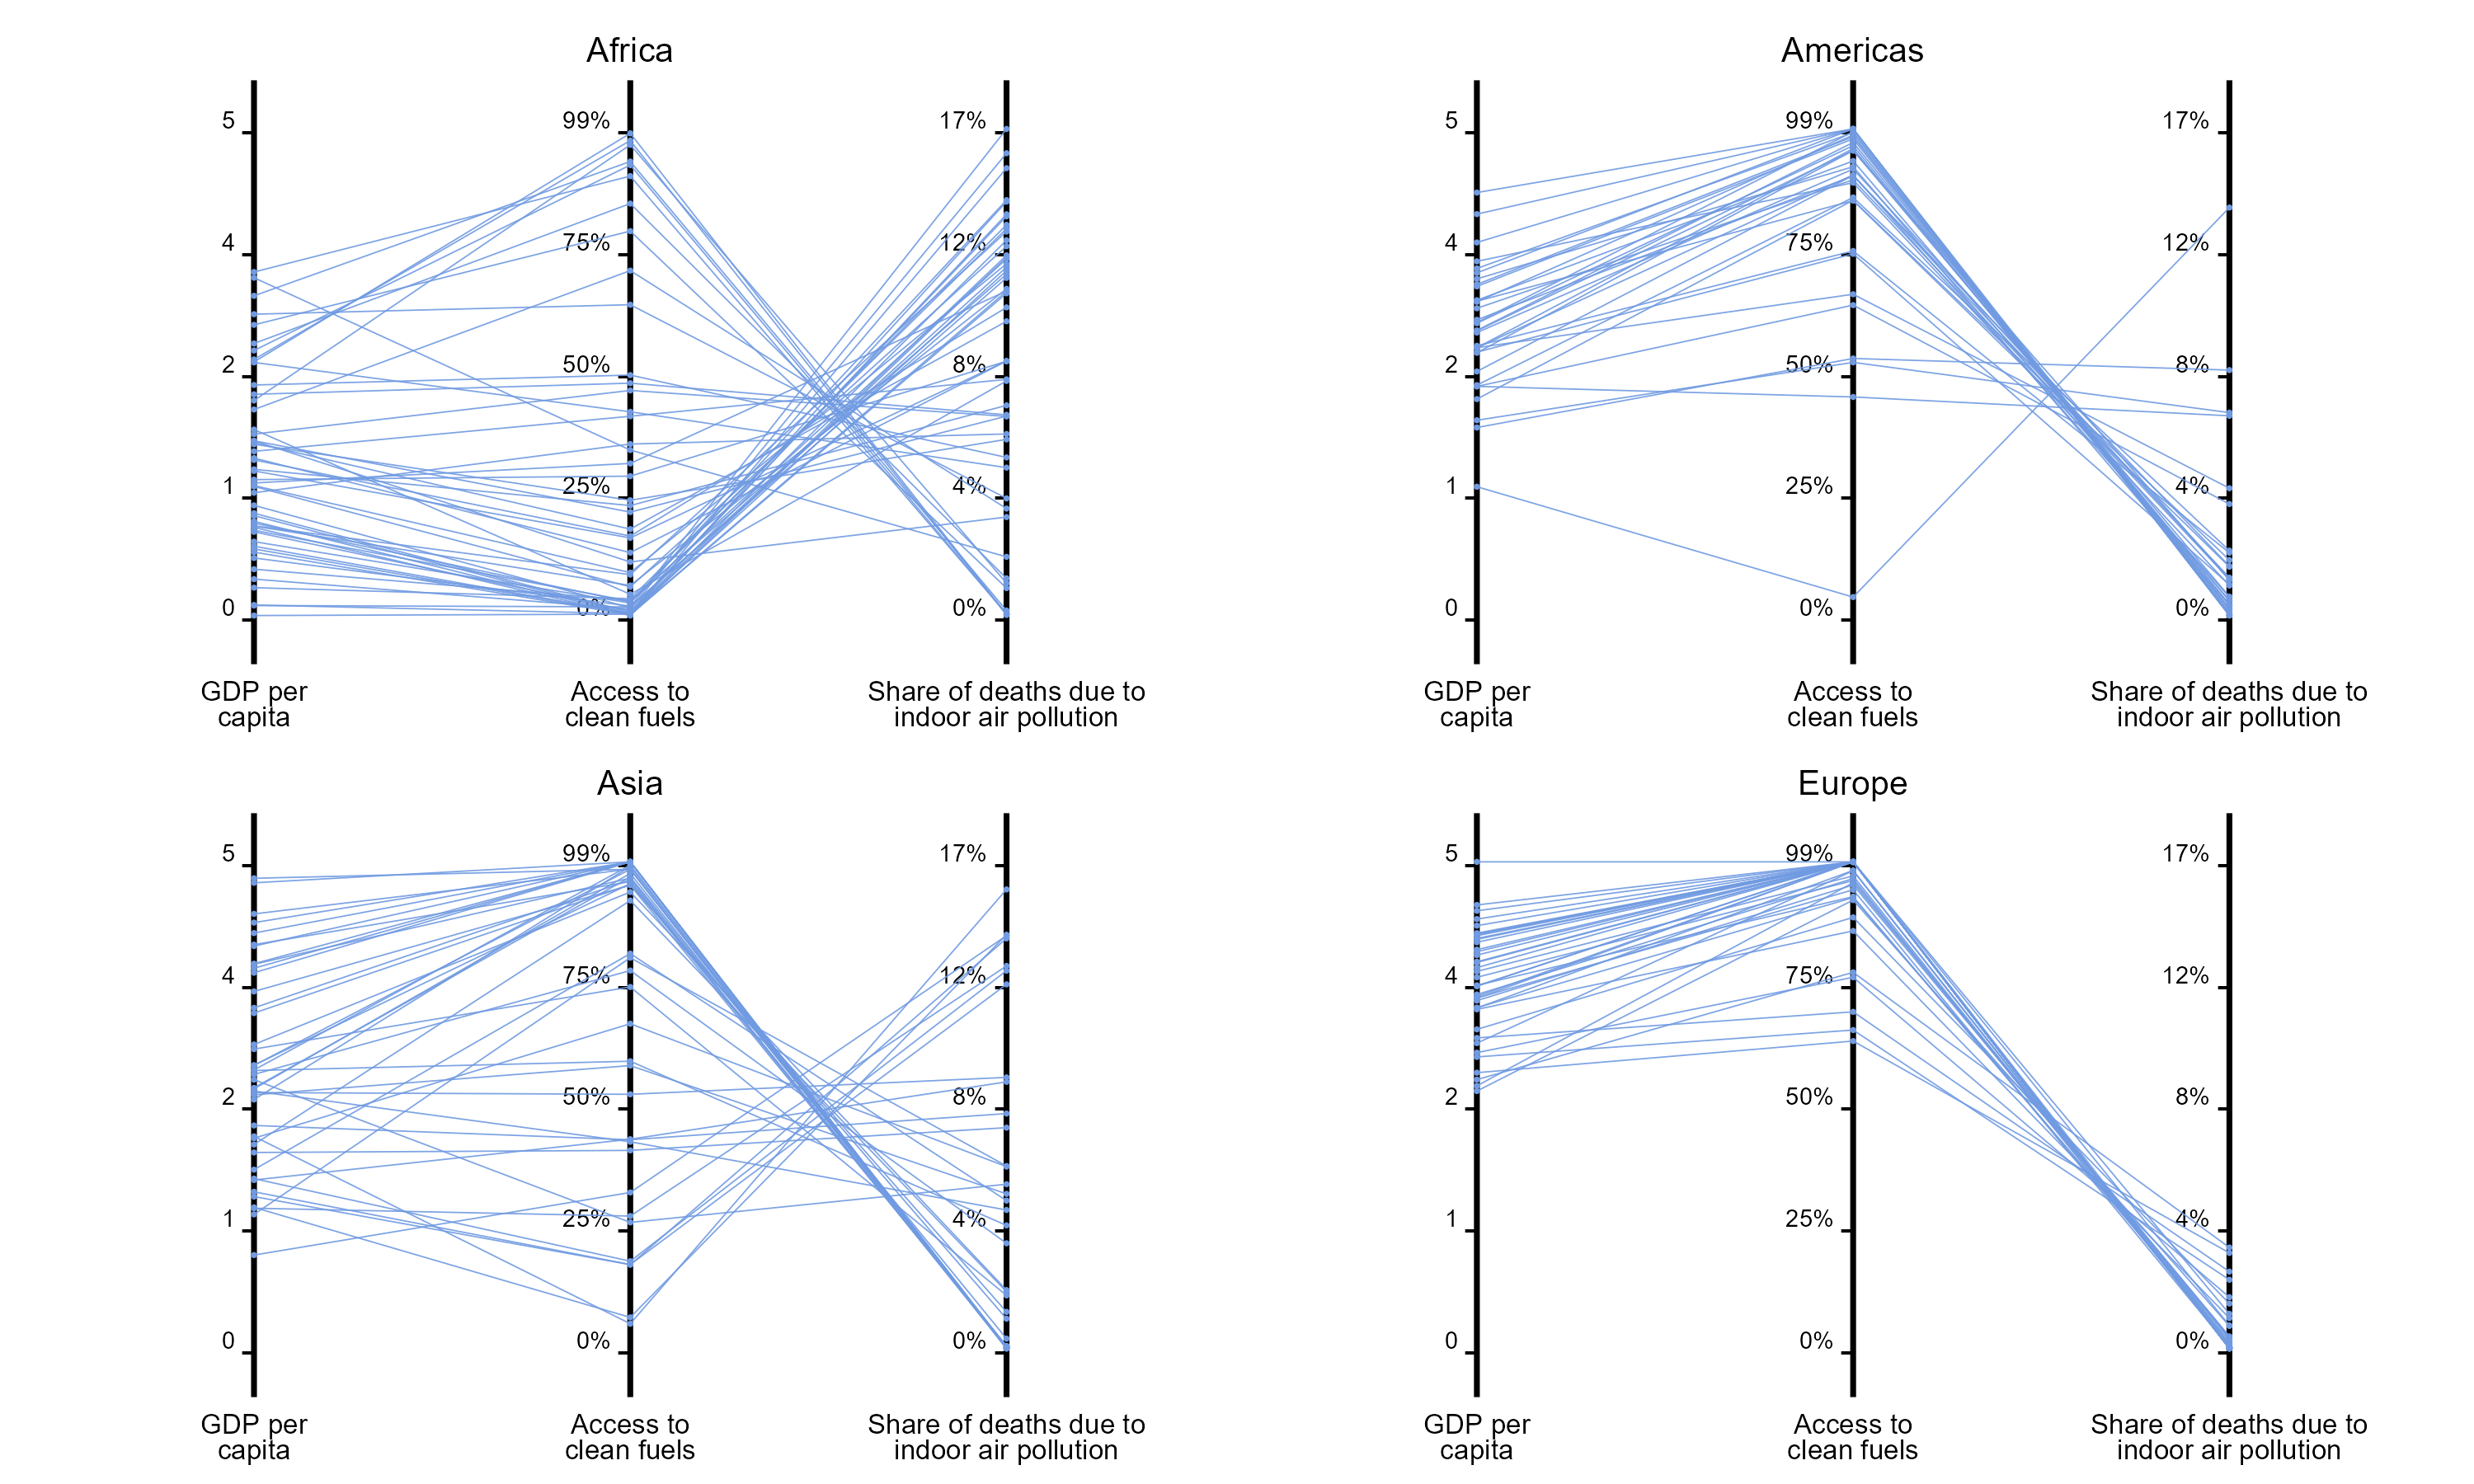 Africa
5
4
2
1
0
99%
75%
50%
25%
0%
17%
12%
8%
4%
0%
GDP per
capita
Access to
clean fuels
Share of deaths due to
indoor air pollution
Americas
5
4
2
1
0
99%
75%
50%
25%
0%
17%
12%
8%
4%
0%
GDP per
capita
Access to
clean fuels
Share of deaths due to
indoor air pollution
Asia
5
4
2
1
0
99%
75%
50%
25%
0%
17%
12%
8%
4%
0%
GDP per
capita
Access to
clean fuels
Share of deaths due to
indoor air pollution
Europe
5
4
2
1
0
99%
75%
50%
25%
0%
17%
12%
8%
4%
0%
GDP per
capita
Access to
clean fuels
Share of deaths due to
indoor air pollution